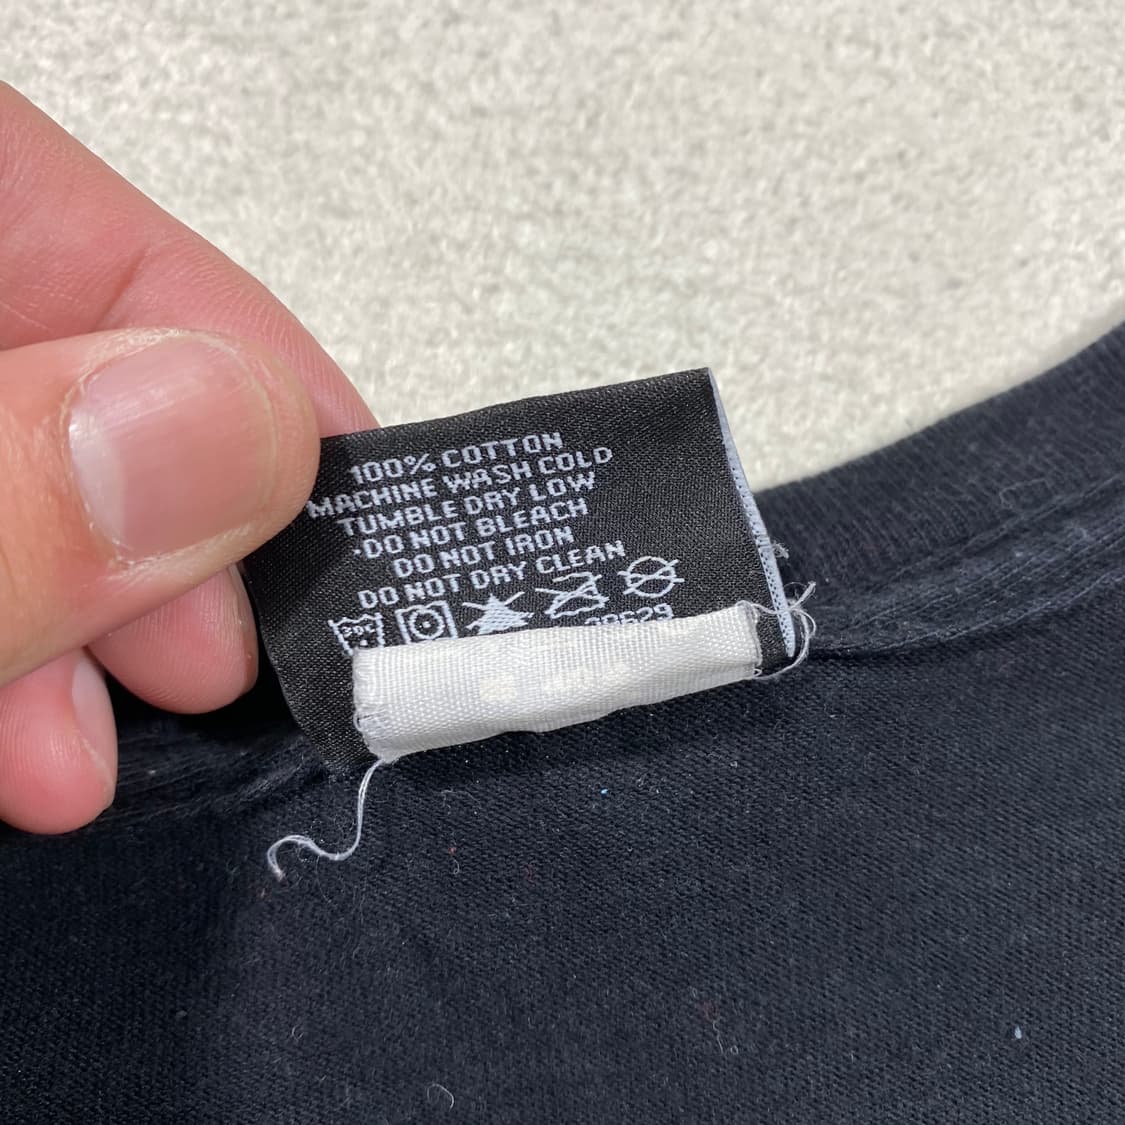 100% COTTON
MACHINE WASH COLD
TUMBLE DRY LOW
·DO NOT BLEACH
DO NOT IRON
DO NOT DRY CLEAN